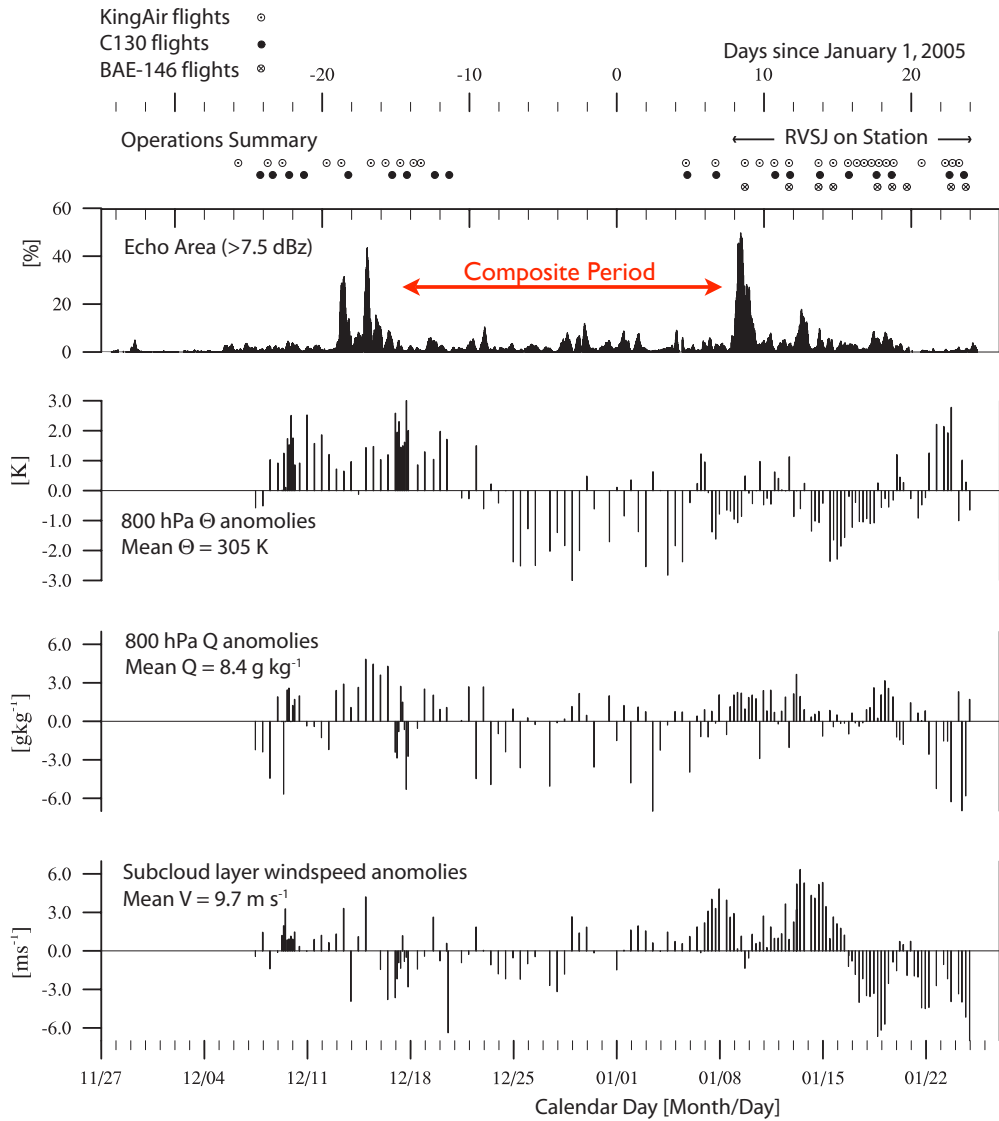 KingAir flights
C130 flights
BAE-146 flights
Days since January 1, 2005
-20 -10 0 10 20
Operations Summary
RVSJ on Station
60
40
20
0
[%]
Echo Area (>7.5 dBz)
Composite Period
3.0
2.0
1.0
0.0
-1.0
-2.0
-3.0
[K]
800 hPa Θ anomolies
Mean Θ = 305 K
6.0
3.0
0.0
-3.0
-6.0
[gkg⁻¹]
800 hPa Q anomolies
Mean Q = 8.4 g kg⁻¹
6.0
3.0
0.0
-3.0
-6.0
[ms⁻¹]
Subcloud layer windspeed anomalies
Mean V = 9.7 m s⁻¹
11/27 12/04 12/11 12/18 12/25 01/01 01/08 01/15 01/22
Calendar Day [Month/Day]